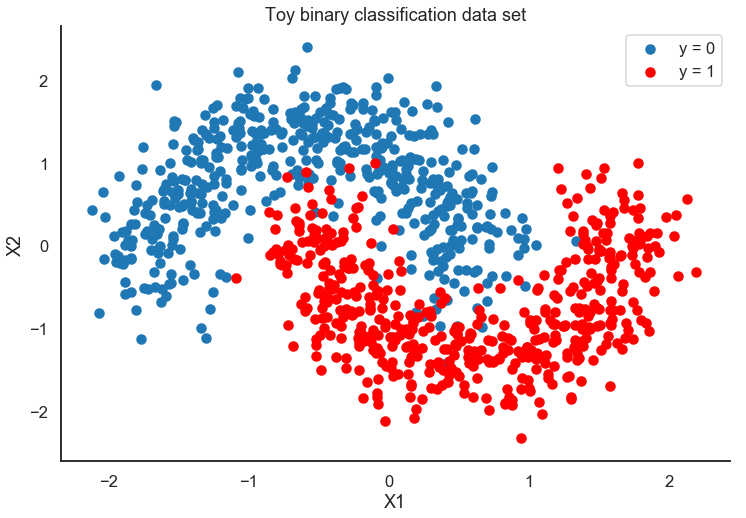 Toy binary classification data set
y = 0
y = 1
X2
2
1
0
−1
−2
−2 −1 0 1 2
X1